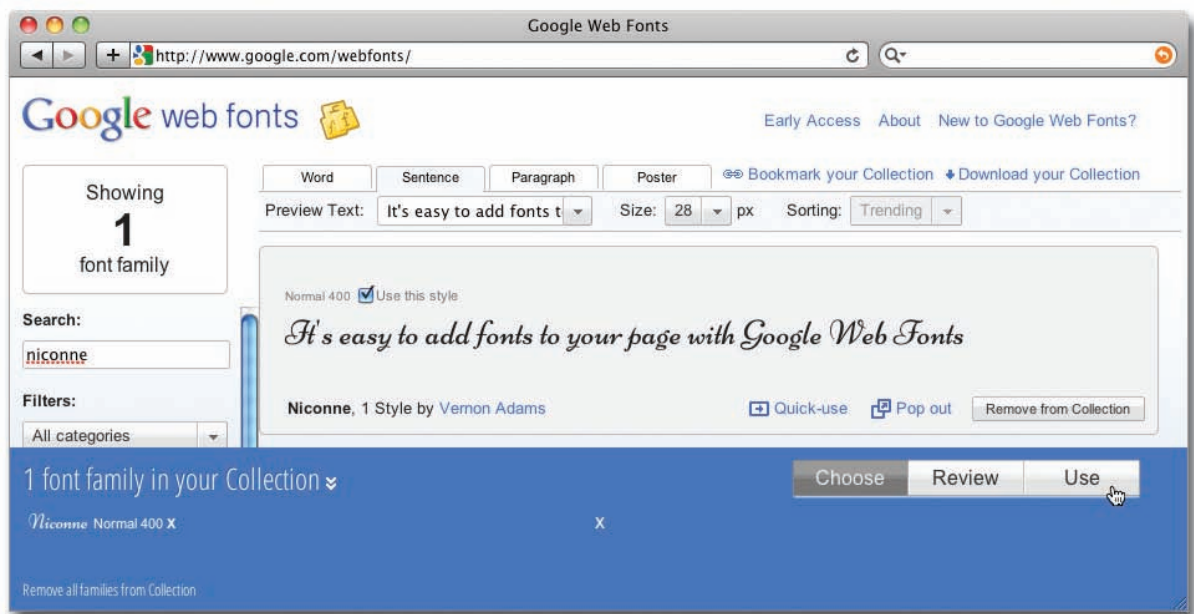 Google Web Fonts
http://www.google.com/webfonts/
Google web fonts
Early Access About New to Google Web Fonts?
Showing
1
font family
Word Sentence Paragraph Poster Bookmark your Collection Download your Collection
Preview Text: It's easy to add fonts t Size: 28 px Sorting: Trending
Normal 400 Use this style
It's easy to add fonts to your page with Google Web Fonts
Niconne, 1 Style by Vernon Adams Quick-use Pop out Remove from Collection
Search:
niconne
Filters:
All categories
1 font family in your Collection
Choose Review Use
Niconne Normal 400 X X
Remove all families from Collection